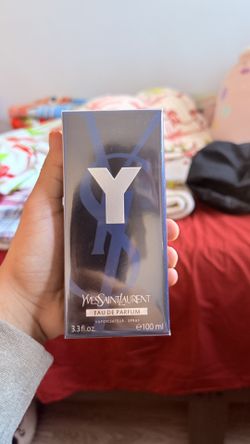 Y
YVESSAINTLAURENT
EAU DE PARFUM
VAPORISATEUR - SPRAY
3.3 fl.oz. ℮100 ml